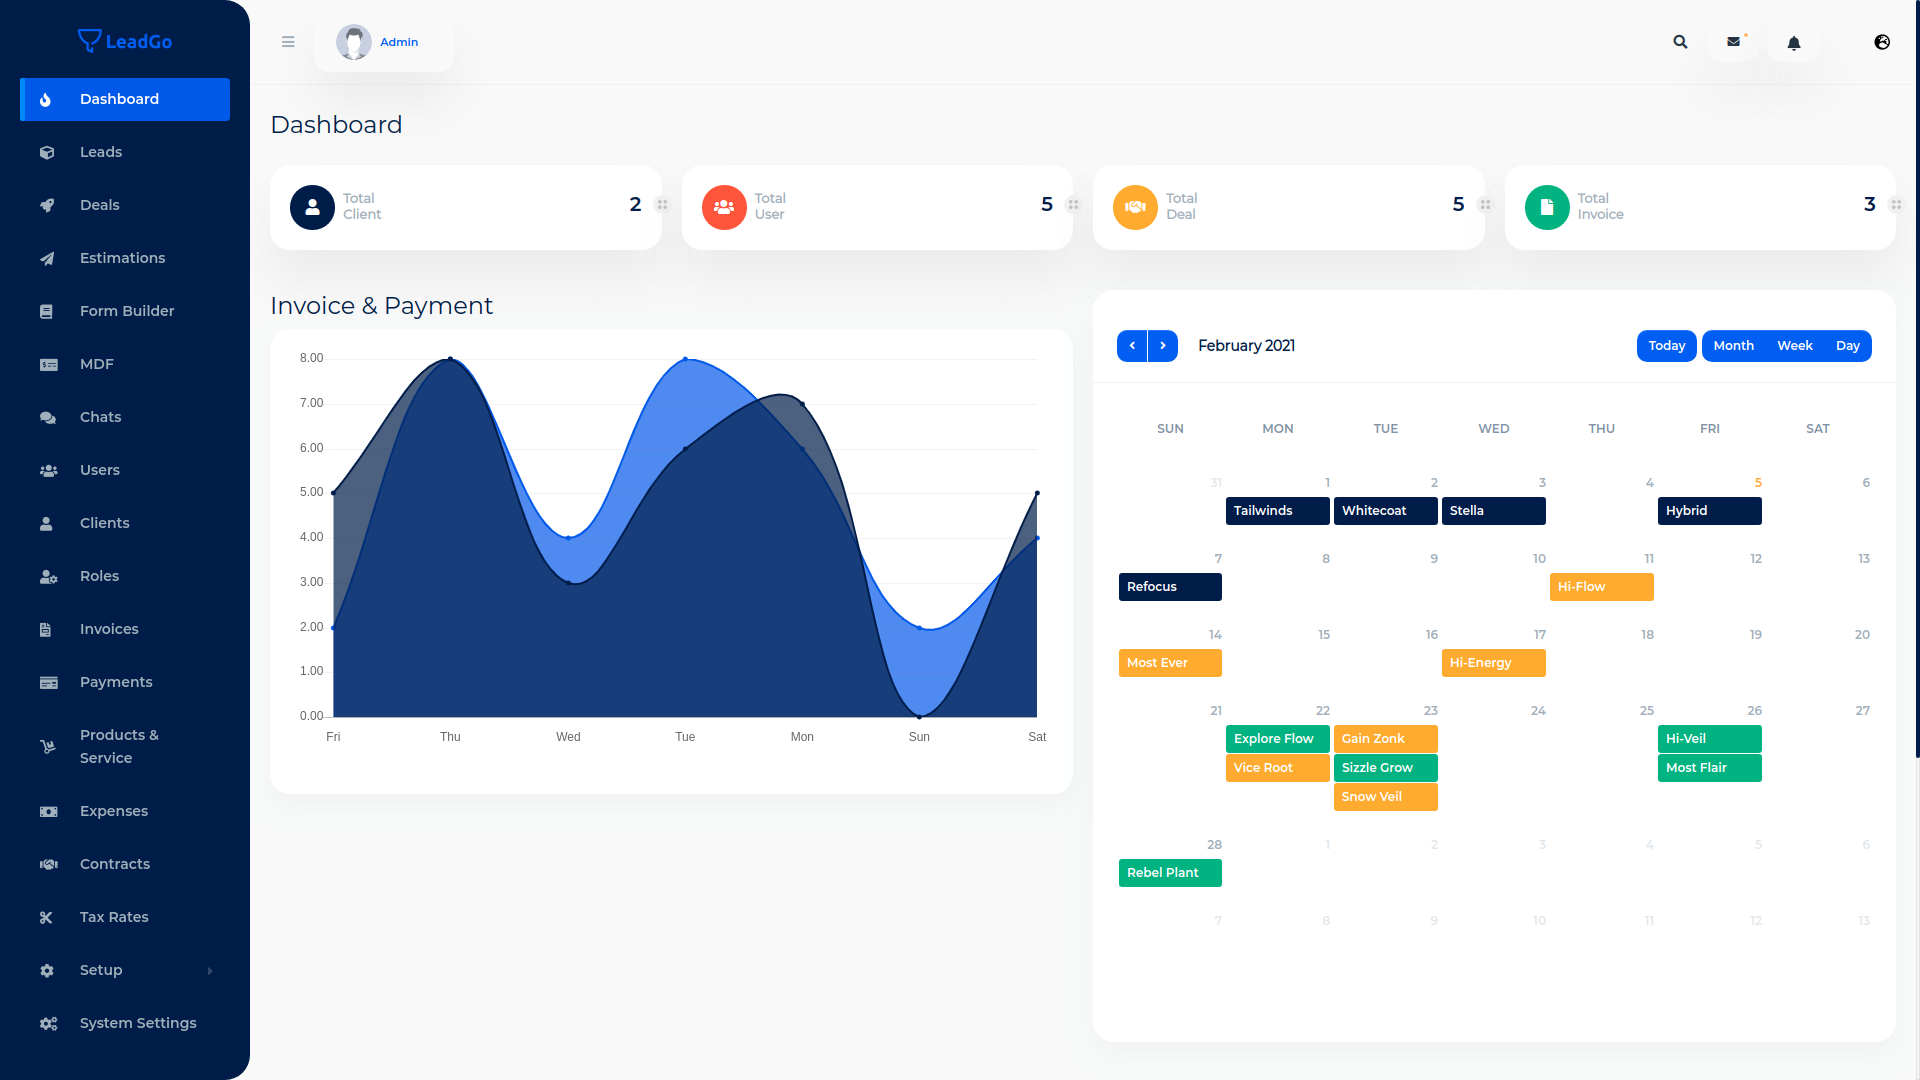 LeadGo
Dashboard
Leads
Deals
Estimations
Form Builder
MDF
Chats
Users
Clients
Roles
Invoices
Payments
Products &
Service
Expenses
Contracts
Tax Rates
Setup
System Settings
Admin
Dashboard
Total
Client
2
Total
User
5
Total
Deal
5
Total
Invoice
3
Invoice & Payment
8.00
7.00
6.00
5.00
4.00
3.00
2.00
1.00
0.00
Fri Thu Wed Tue Mon Sun Sat
February 2021
Today Month Week Day
SUN MON TUE WED THU FRI SAT
31 1 2 3 4 5 6
Tailwinds Whitecoat Stella Hybrid
7 8 9 10 11 12 13
Refocus Hi-Flow
14 15 16 17 18 19 20
Most Ever Hi-Energy
21 22 23 24 25 26 27
Explore Flow Gain Zonk Hi-Veil
Vice Root Sizzle Grow Most Flair
Snow Veil
28 1 2 3 4 5 6
Rebel Plant
7 8 9 10 11 12 13